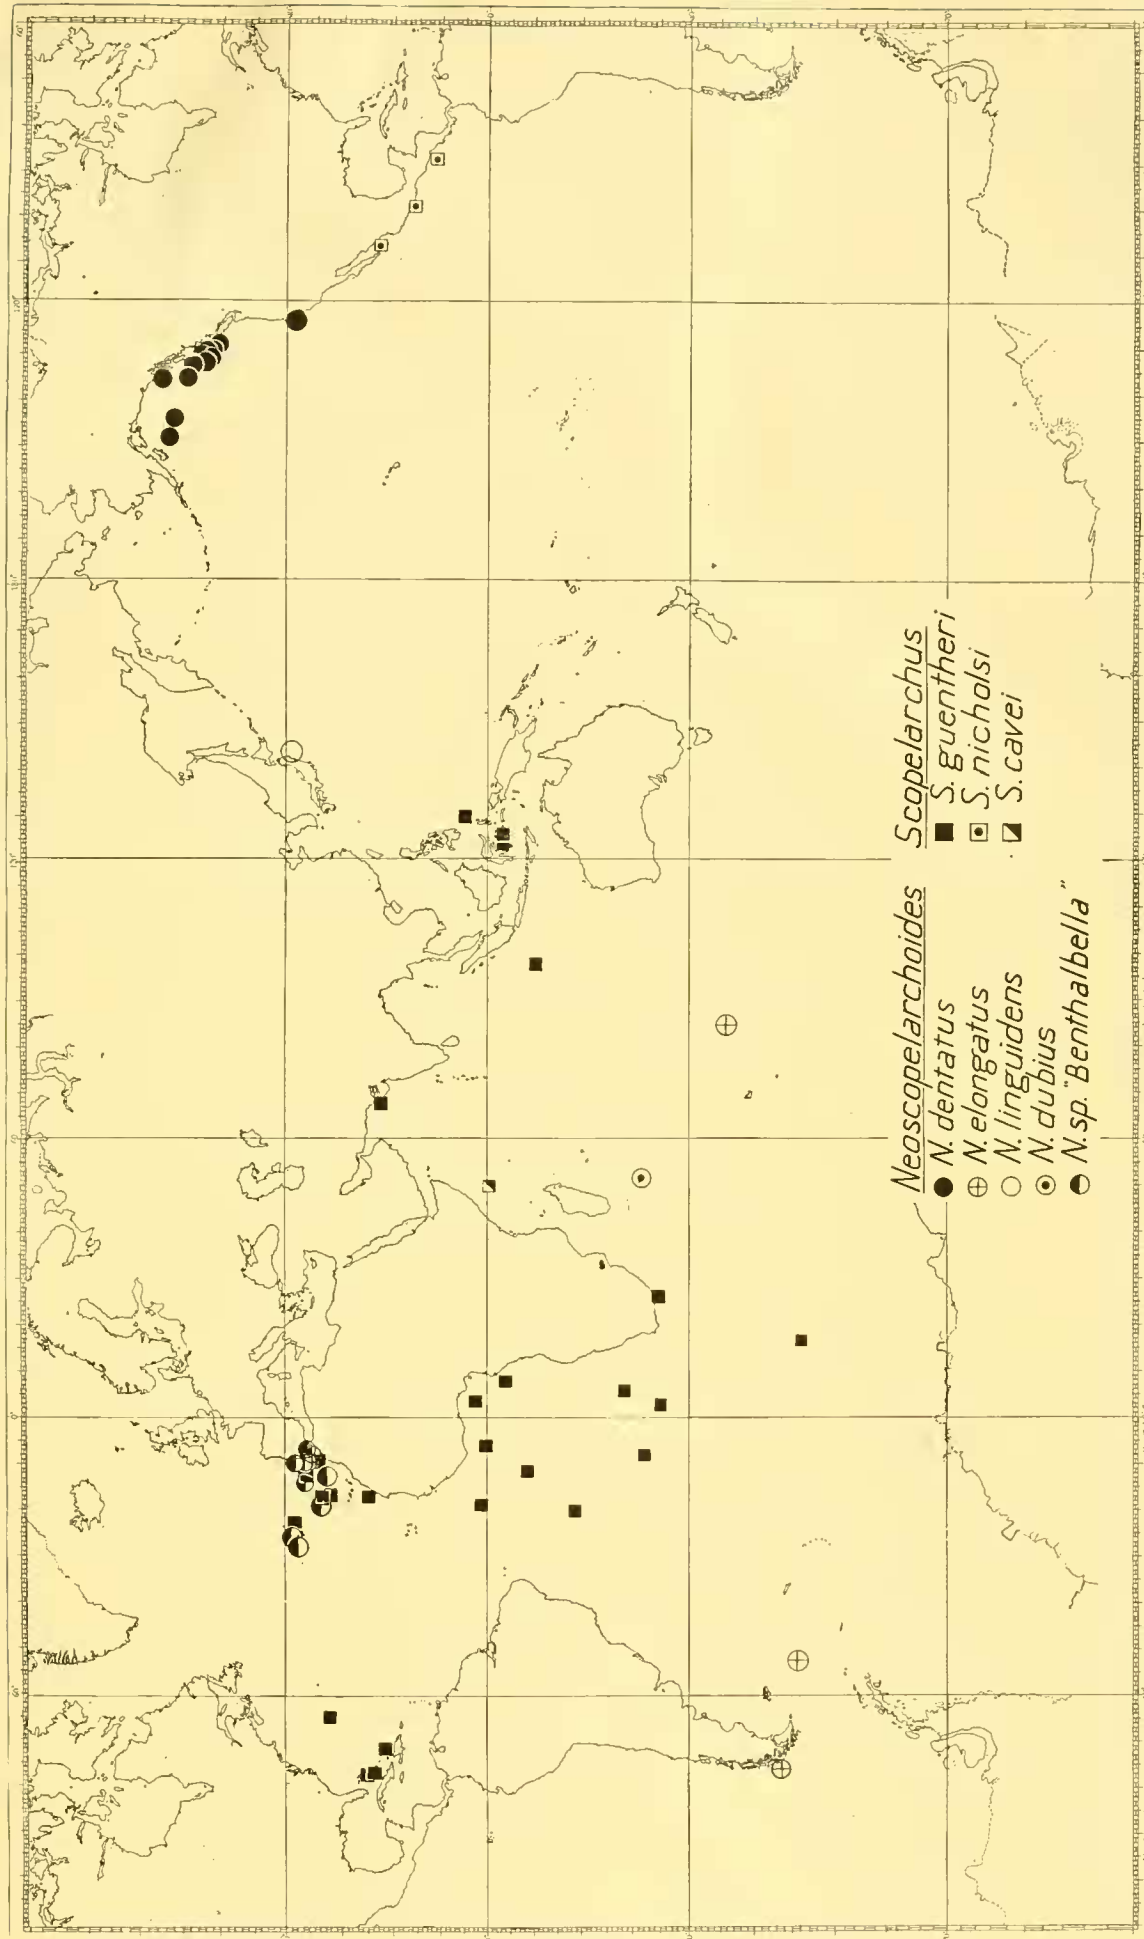 Neoscopelarchoides
N. dentatus
N. elongatus
N. linguidens
N. dubius
N. sp. "Benthalbella"
Scopelarchus
S. guentheri
S. nicholsi
S. cavei